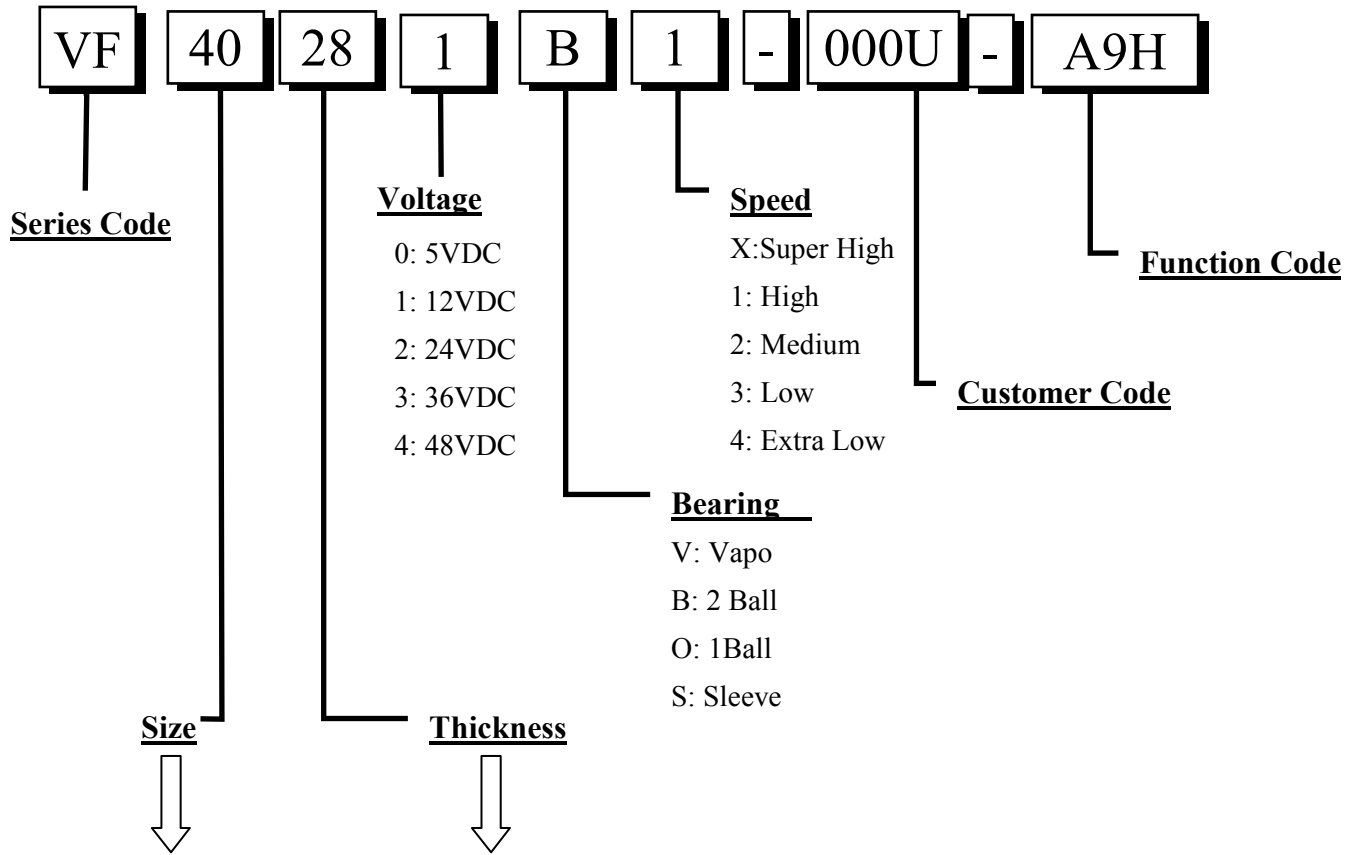 VF 40 28 1 B 1 - 000U - A9H
Series Code
Voltage
0: 5VDC
1: 12VDC
2: 24VDC
3: 36VDC
4: 48VDC
Speed
X:Super High
1: High
2: Medium
3: Low
4: Extra Low
Function Code
Customer Code
Bearing
V: Vapo
B: 2 Ball
O: 1Ball
S: Sleeve
Size
Thickness